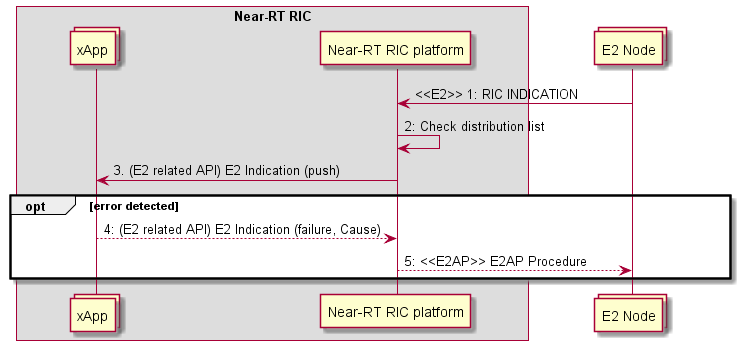 Near-RT RIC
xApp
Near-RT RIC platform
E2 Node
<<E2>> 1: RIC INDICATION
2: Check distribution list
3. (E2 related API) E2 Indication (push)
opt [error detected]
4: (E2 related API) E2 Indication (failure, Cause)
5: <<E2AP>> E2AP Procedure
xApp
Near-RT RIC platform
E2 Node